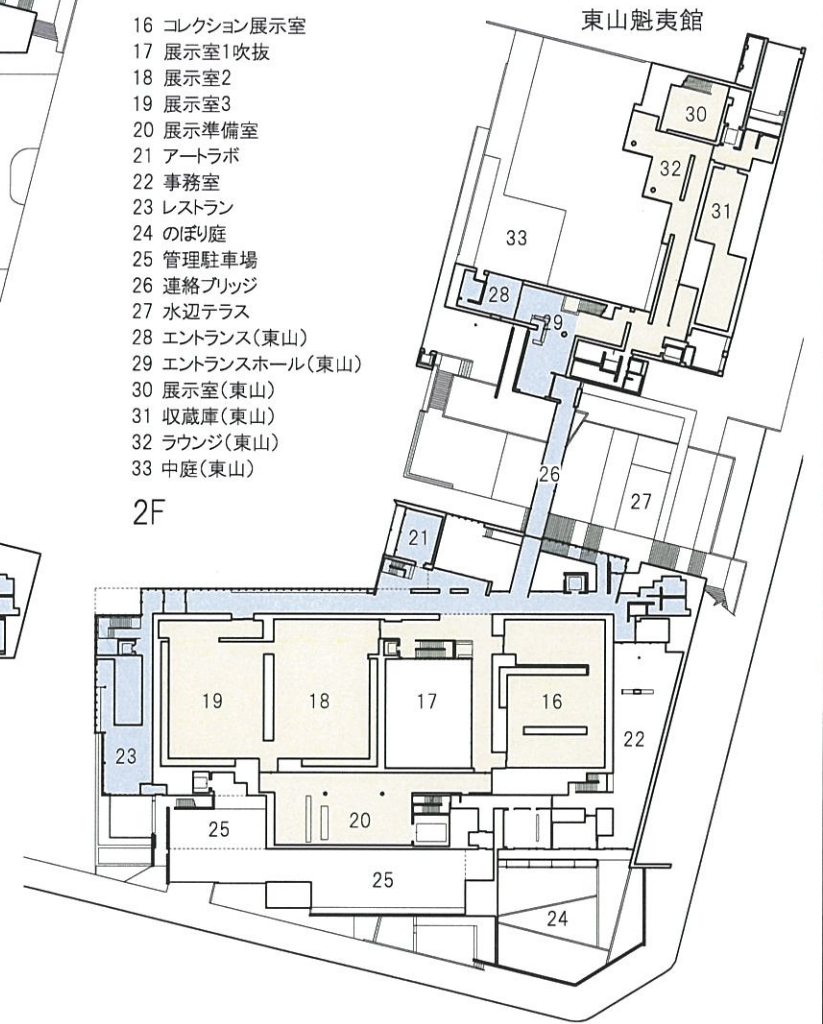 東山魁夷館
16 コレクション展示室
17 展示室1吹抜
18 展示室2
19 展示室3
20 展示準備室
21 アートラボ
22 事務室
23 レストラン
24 のぼり庭
25 管理駐車場
26 連絡ブリッジ
27 水辺テラス
28 エントランス(東山)
29 エントランスホール(東山)
30 展示室(東山)
31 収蔵庫(東山)
32 ラウンジ(東山)
33 中庭(東山)
2F
30
32
31
33
28
29
26
27
21
19
18
17
16
22
23
20
25
25
24